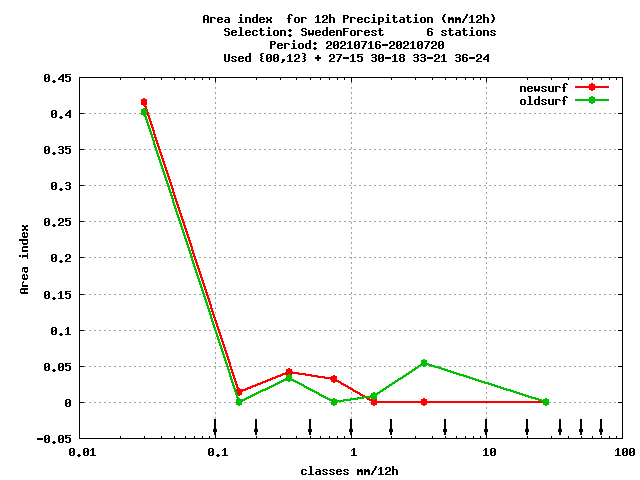 Area index  for 12h Precipitation (mm/12h)
Selection: SwedenForest      6 stations
Period: 20210716-20210720
Used {00,12} + 27-15 30-18 33-21 36-24
newsurf
oldsurf
0.45
0.4
0.35
0.3
0.25
0.2
0.15
0.1
0.05
0
-0.05
Area index
0.01
0.1
1
10
100
classes mm/12h